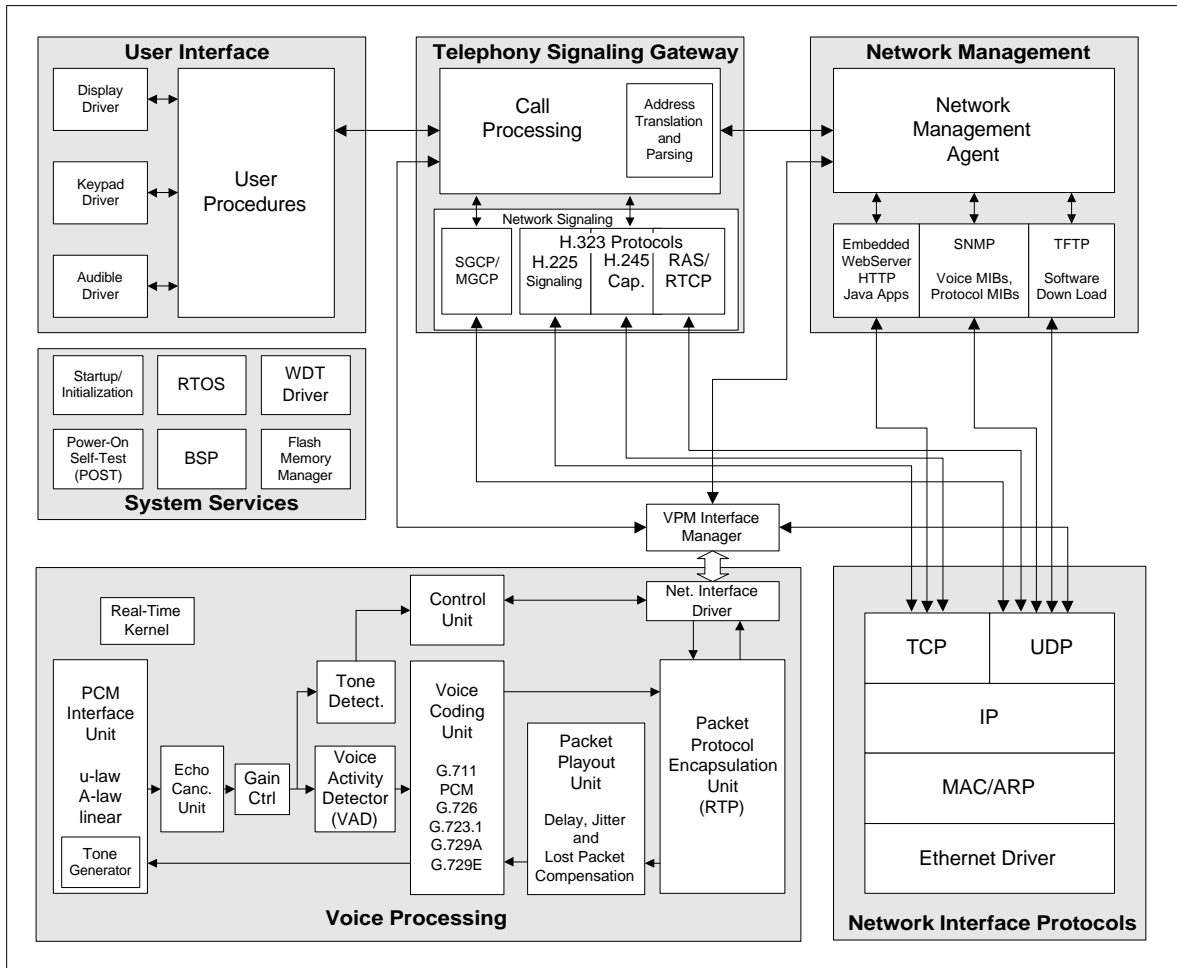 User Interface
Display
Driver
Keypad
Driver
Audible
Driver
User
Procedures
Telephony Signaling Gateway
Call
Processing
Address
Translation
and
Parsing
Network Signaling
SGCP/
MGCP
H.323 Protocols
H.225
Signaling
H.245
Cap.
RAS/
RTCP
Network Management
Network
Management
Agent
Embedded
WebServer
HTTP
Java Apps
SNMP
Voice MIBs,
Protocol MIBs
TFTP
Software
Down Load
Startup/
Initialization
RTOS
WDT
Driver
Power-On
Self-Test
(POST)
BSP
Flash
Memory
Manager
System Services
VPM Interface
Manager
Real-Time
Kernel
Control
Unit
Net. Interface
Driver
PCM
Interface
Unit
u-law
A-law
linear
Tone
Generator
Echo
Canc.
Unit
Gain
Ctrl
Tone
Detect.
Voice
Activity
Detector
(VAD)
Voice
Coding
Unit
G.711
PCM
G.726
G.723.1
G.729A
G.729E
Packet
Playout
Unit
Delay, Jitter
and
Lost Packet
Compensation
Packet
Protocol
Encapsulation
Unit
(RTP)
Voice Processing
TCP
UDP
IP
MAC/ARP
Ethernet Driver
Network Interface Protocols